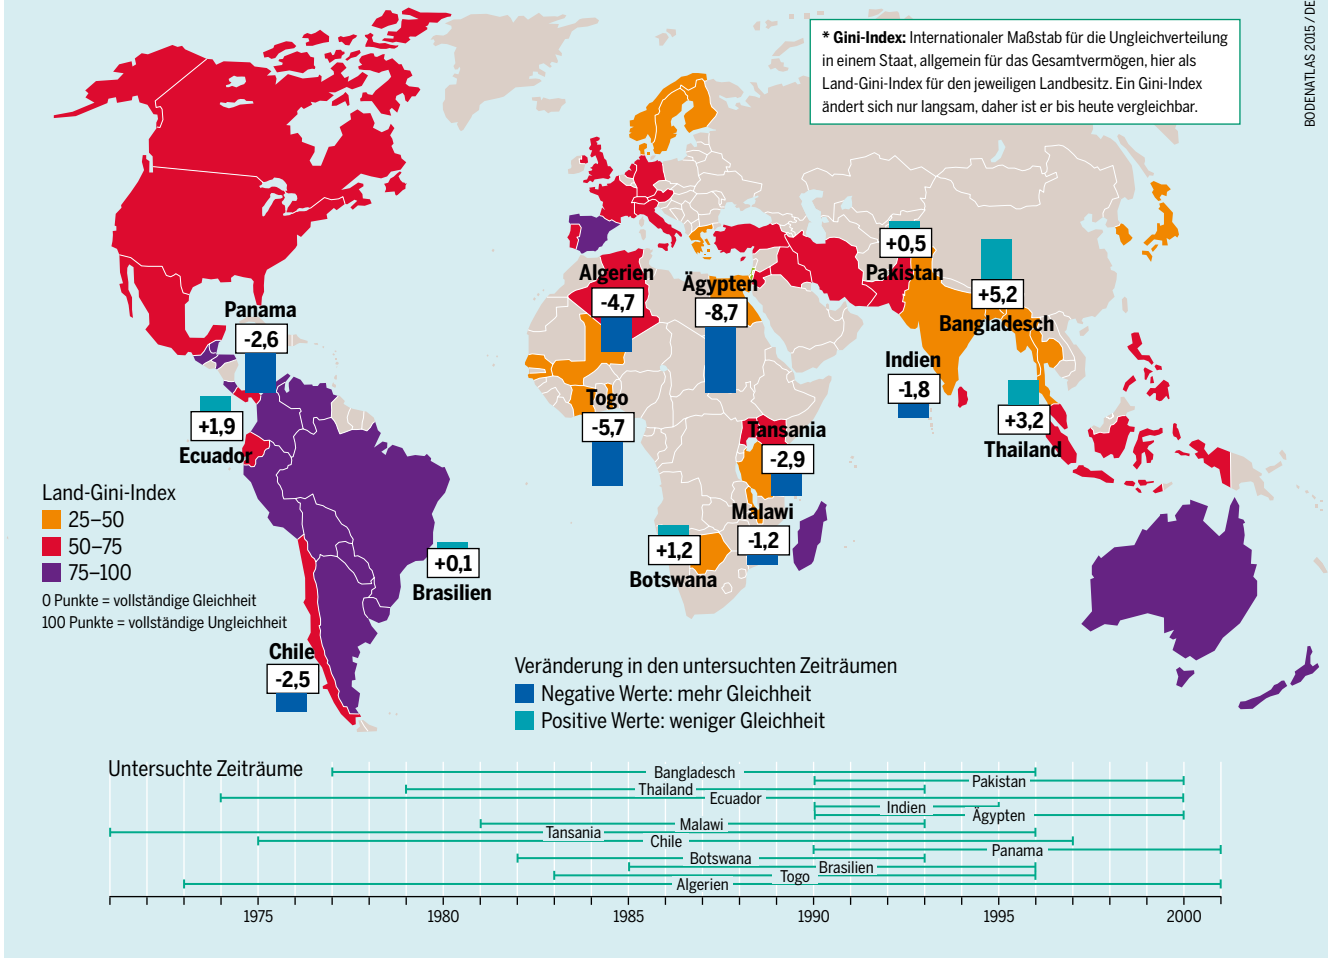 * Gini-Index: Internationaler Maßstab für die Ungleichverteilung
in einem Staat, allgemein für das Gesamtvermögen, hier als
Land-Gini-Index für den jeweiligen Landbesitz. Ein Gini-Index
ändert sich nur langsam, daher ist er bis heute vergleichbar.
BODENATLAS 2015 / DE
+0,5
Pakistan
Algerien
-4,7
Ägypten
-8,7
+5,2
Bangladesch
Panama
-2,6
Indien
-1,8
Togo
-5,7
+3,2
Thailand
+1,9
Ecuador
Tansania
-2,9
Malawi
-1,2
+1,2
Botswana
+0,1
Brasilien
Land-Gini-Index
25–50
50–75
75–100
0 Punkte = vollständige Gleichheit
100 Punkte = vollständige Ungleichheit
Chile
-2,5
Veränderung in den untersuchten Zeiträumen
Negative Werte: mehr Gleichheit
Positive Werte: weniger Gleichheit
Untersuchte Zeiträume
Bangladesch
Pakistan
Thailand
Ecuador
Indien
Ägypten
Malawi
Tansania
Chile
Panama
Botswana
Brasilien
Togo
Algerien
1975 1980 1985 1990 1995 2000